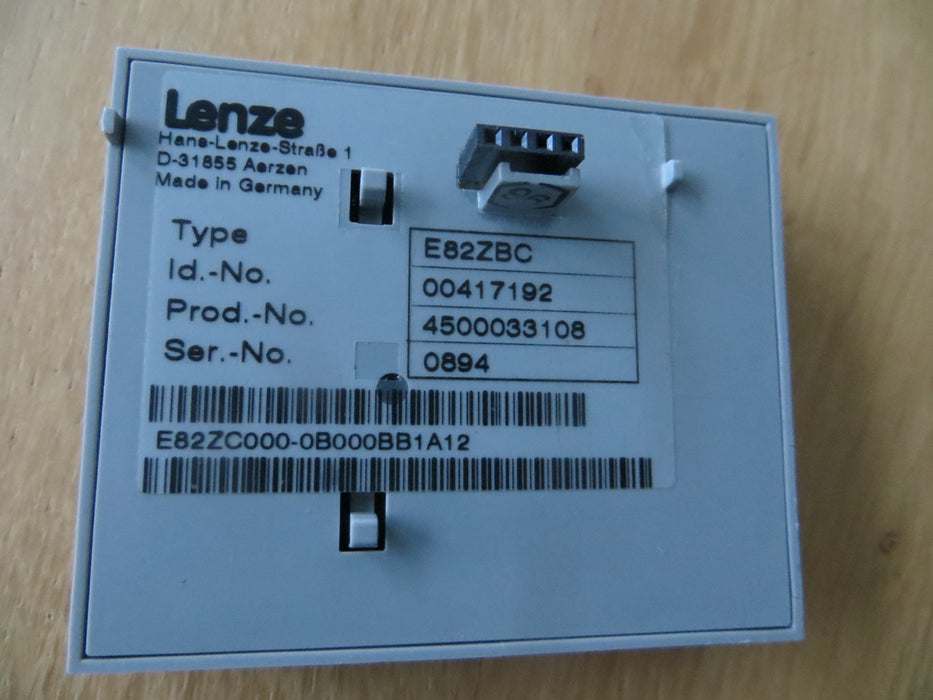 Lenze
Hans-Lenze-Straße 1
D-31855 Aerzen
Made in Germany
Type E82ZBC
Id.-No. 00417192
Prod.-No. 4500033108
Ser.-No. 0894
E82ZC000-0B000BB1A12